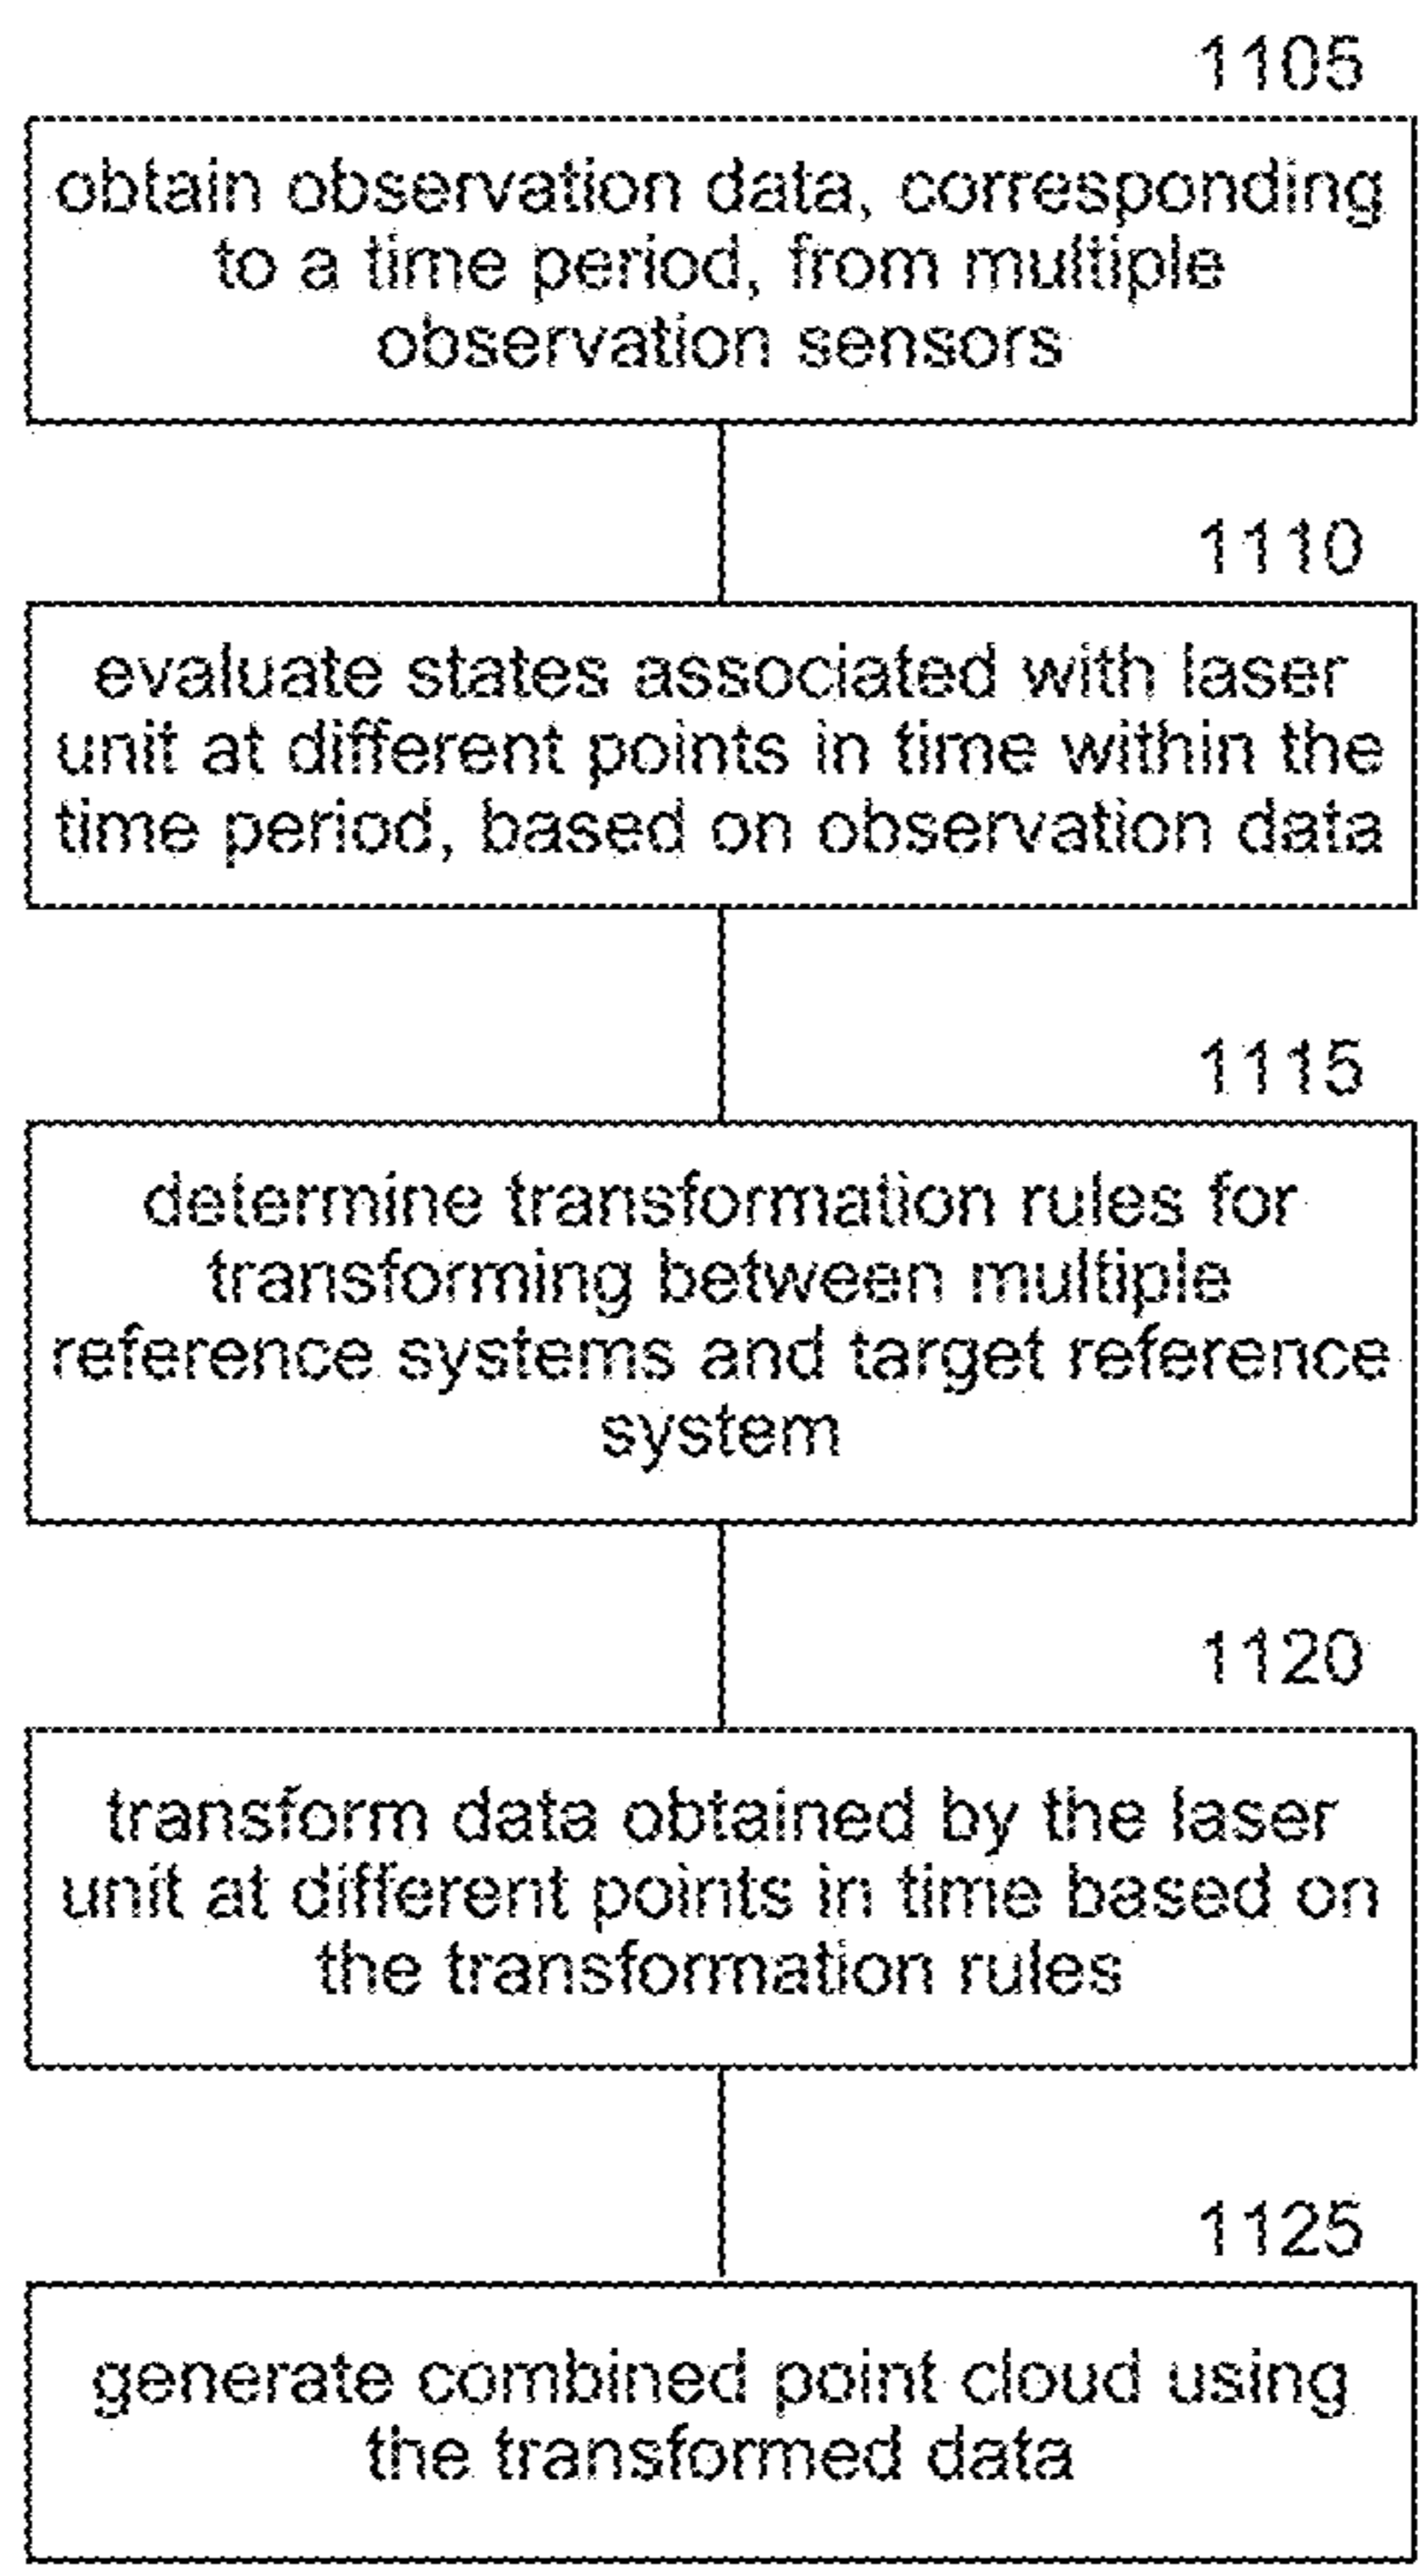 1105
obtain observation data, corresponding
to a time period, from multiple
observation sensors
1110
evaluate states associated with laser
unit at different points in time within the
time period, based on observation data
1115
determine transformation rules for
transforming between multiple
reference systems and target reference
system
1120
transform data obtained by the laser
unit at different points in time based on
the transformation rules
1125
generate combined point cloud using
the transformed data